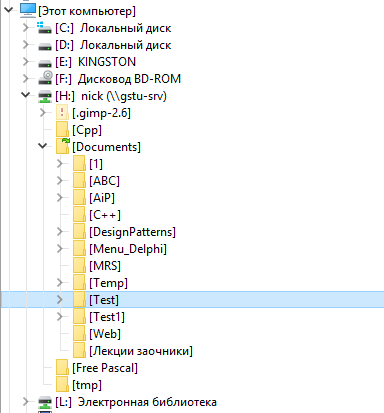 [Этот компьютер]
[C:] Локальный диск
[D:] Локальный диск
[E:] KINGSTON
[F:] Дисковод BD-ROM
[H:] nick (\\gstu-srv)
[.gimp-2.6]
[Cpp]
[Documents]
[1]
[ABC]
[AiP]
[C++]
[DesignPatterns]
[Menu_Delphi]
[MRS]
[Temp]
[Test]
[Test1]
[Web]
[Лекции заочники]
[Free Pascal]
[tmp]
[L:] Электронная библиотека